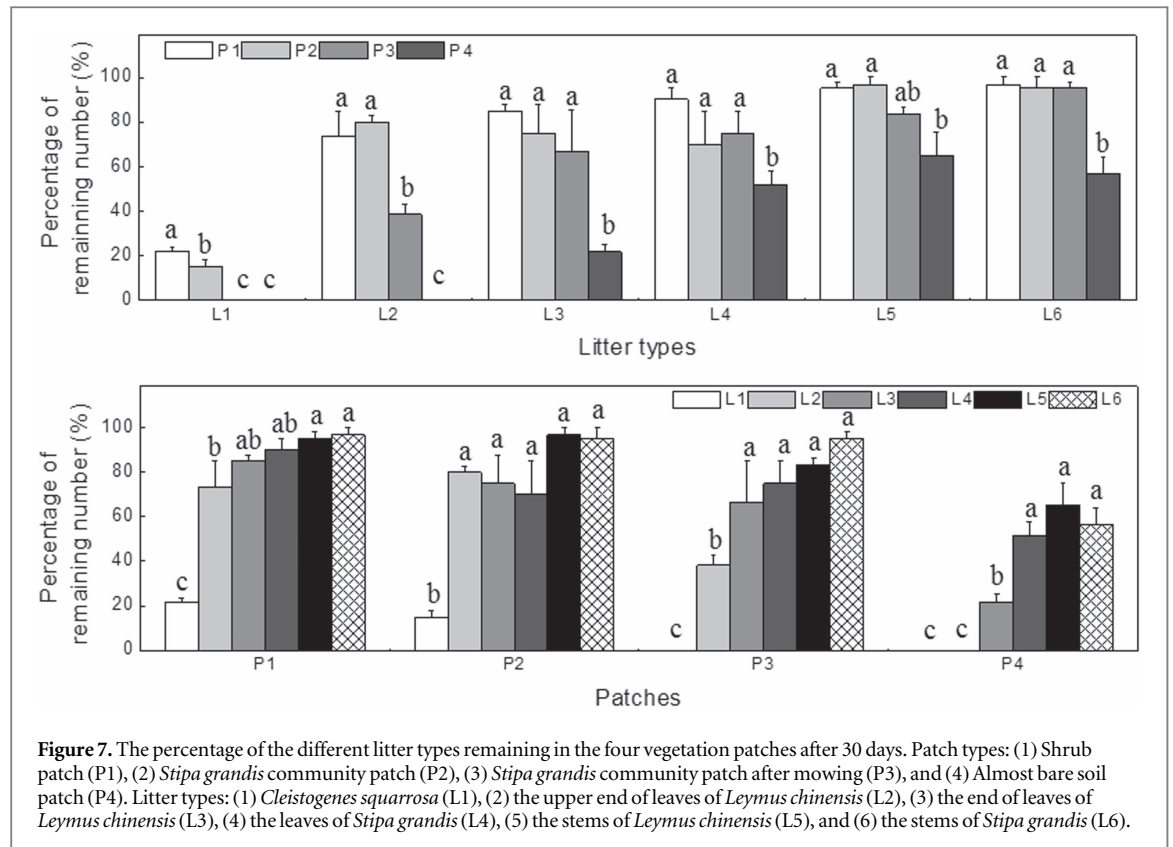 P1 P2 P3 P4
Percentage of
remainning number (%)
100
80
60
40
20
0
a b c c
a a b c
a a a b
a a a b
a a ab b
a a a b
L1 L2 L3 L4 L5 L6
Litter types
L1 L2 L3 L4 L5 L6
Percentage of
remaining number (%)
100
80
60
40
20
0
c b ab ab a a
b a a a a a
c b a a a a
c c b a a a
P1 P2 P3 P4
Patches
Figure 7. The percentage of the different litter types remaining in the four vegetation patches after 30 days. Patch types: (1) Shrub
patch (P1), (2) Stipa grandis community patch (P2), (3) Stipa grandis community patch after mowing (P3), and (4) Almost bare soil
patch (P4). Litter types: (1) Cleistogenes squarrosa (L1), (2) the upper end of leaves of Leymus chinensis (L2), (3) the end of leaves of
Leymus chinensis (L3), (4) the leaves of Stipa grandis (L4), (5) the stems of Leymus chinensis (L5), and (6) the stems of Stipa grandis (L6).